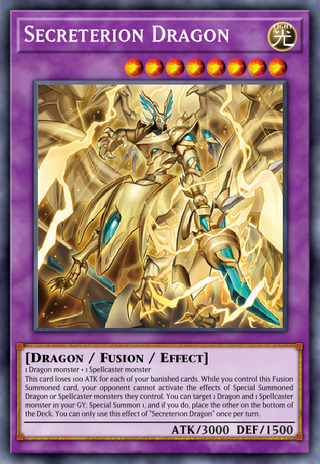 Secreterion Dragon
LIGHT
光
[Dragon / Fusion / Effect]
1 Dragon monster + 1 Spellcaster monster
This card loses 100 ATK for each of your banished cards. While you control this Fusion
Summoned card, your opponent cannot activate the effects of Special Summoned
Dragon or Spellcaster monsters they control. You can target 1 Dragon and 1 Spellcaster
monster in your GY; Special Summon 1, and if you do, place the other on the bottom of
the Deck. You can only use this effect of "Secreterion Dragon" once per turn.
ATK/3000 DEF/1500